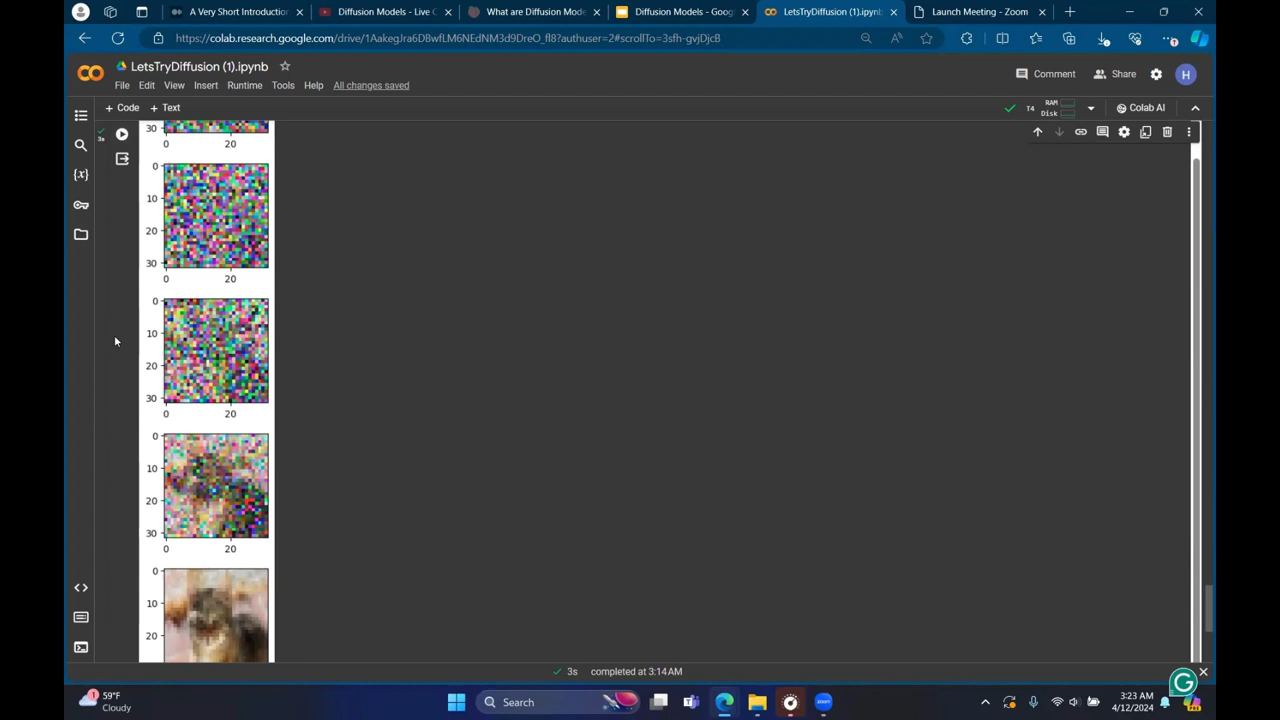 A Very Short Introduction
Diffusion Models - Live C
What are Diffusion Mode
Diffusion Models - Goog
LetsTryDiffusion (1).ipynb
Launch Meeting - Zoom
https://colab.research.google.com/drive/1AakegJra6DBwfLM6NEdNM3d9DreO_fl8?authuser=2#scrollTo=3sfh-gvjDjcB
LetsTryDiffusion (1).ipynb
Comment
Share
H
File Edit View Insert Runtime Tools Help All changes saved
+ Code + Text
T4
RAM
Disk
Colab AI
3s
30
0 20
0
10
20
30
0 20
0
10
20
30
0 20
0
10
20
30
0 20
0
10
20
3s completed at 3:14 AM
1
59°F
Cloudy
Search
3:23 AM
4/12/2024